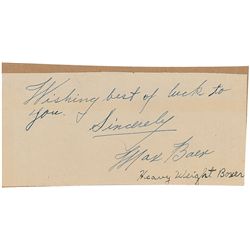 Wishing best of luck to
you.
Sincerely
Max Baer
Heavy Weight Boxer